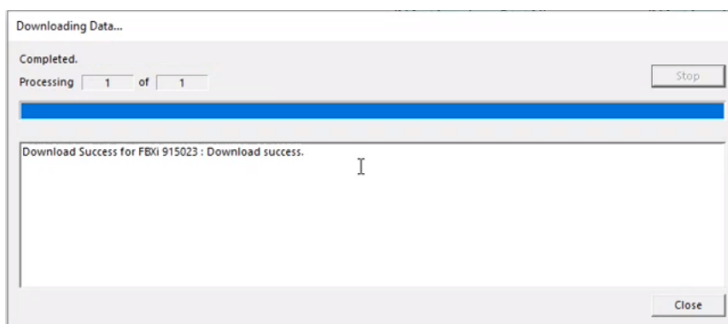 Downloading Data...
Completed.
Processing 1 of 1
Stop
Download Success for FBXi 915023 : Download success.
Close